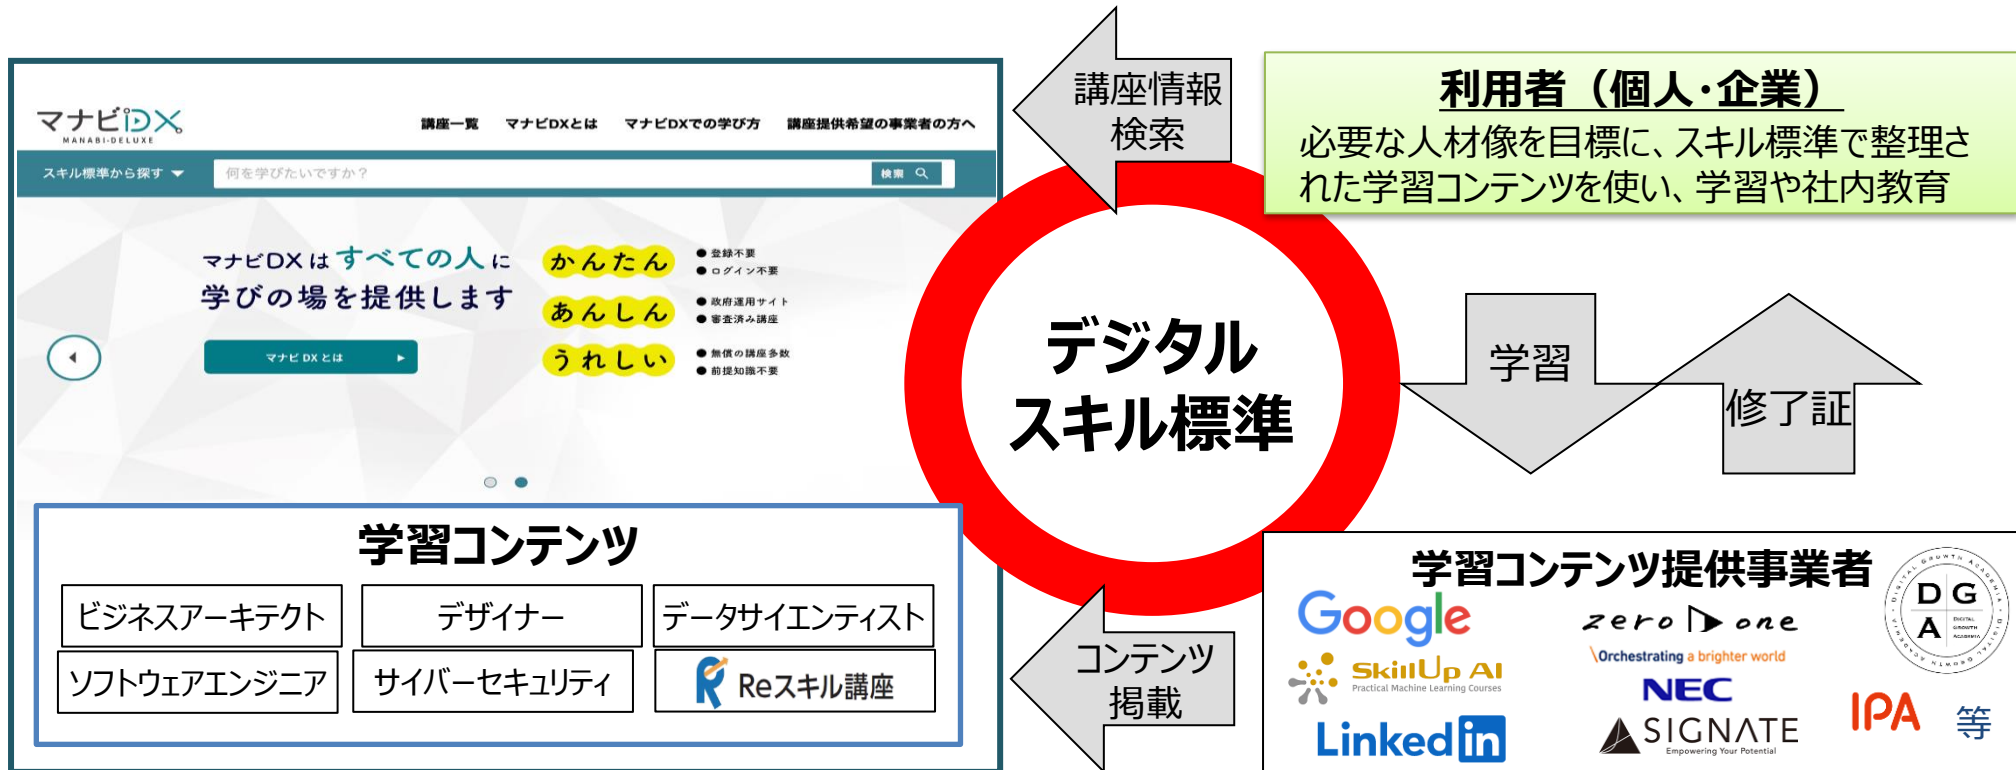 マナビDX
MANABI-DELUXE
講座一覧 マナビDXとは マナビDXでの学び方 講座提供希望の事業者の方へ
スキル標準から探す
何を学びたいですか？
検索
マナビDXはすべての人に
学びの場を提供します
マナビDXとは
かんたん
●登録不要
●ログイン不要
あんしん
●政府運用サイト
●審査済み講座
うれしい
●無償の講座多数
●前提知識不要
学習コンテンツ
ビジネスアーキテクト
デザイナー
データサイエンティスト
ソフトウェアエンジニア
サイバーセキュリティ
Reスキル講座
講座情報
検索
デジタル
スキル標準
コンテンツ
掲載
利用者（個人･企業）
必要な人材像を目標に、スキル標準で整理さ
れた学習コンテンツを使い、学習や社内教育
学習
修了証
学習コンテンツ提供事業者
Google
zero one
DIGITAL GROWTH ACADEMIA
D G
A
DIGITAL
GROWTH
ACADEMIA
SkillUp AI
Practical Machine Learning Courses
\Orchestrating a brighter world
NEC
LinkedIn
SIGNATE
Empowering Your Potential
IPA
等